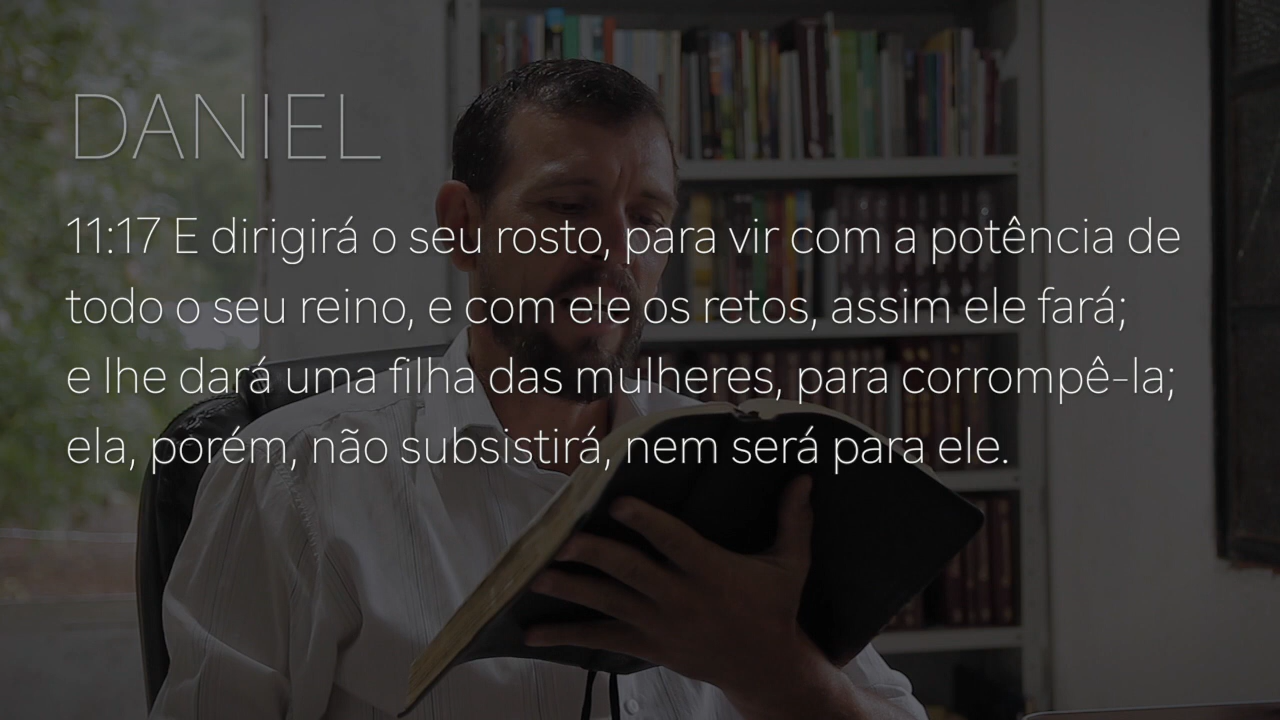 DANIEL
11:17 E dirigirá o seu rosto, para vir com a potência de
todo o seu reino, e com ele os retos, assim ele fará;
e lhe dará uma filha das mulheres, para corrompê-la;
ela, porém, não subsistirá, nem será para ele.